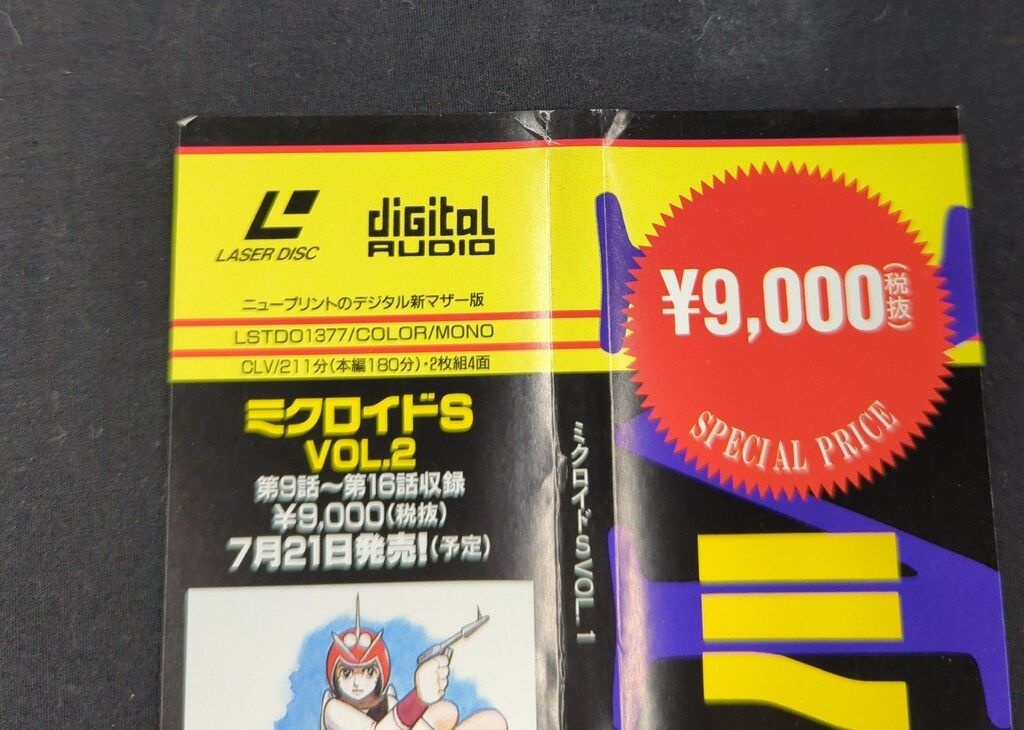 LASER DISC
diGital
AUDIO
ニュープリントのデジタル新マザー版
LSTD01377/COLOR/MONO
CLV/211分(本編180分)・2枚組4面
ミクロイドS
VOL.2
第9話〜第16話収録
¥9,000(税抜)
7月21日発売!(予定)
ミクロイドS VOL.1
¥9,000(税抜)
SPECIAL PRICE